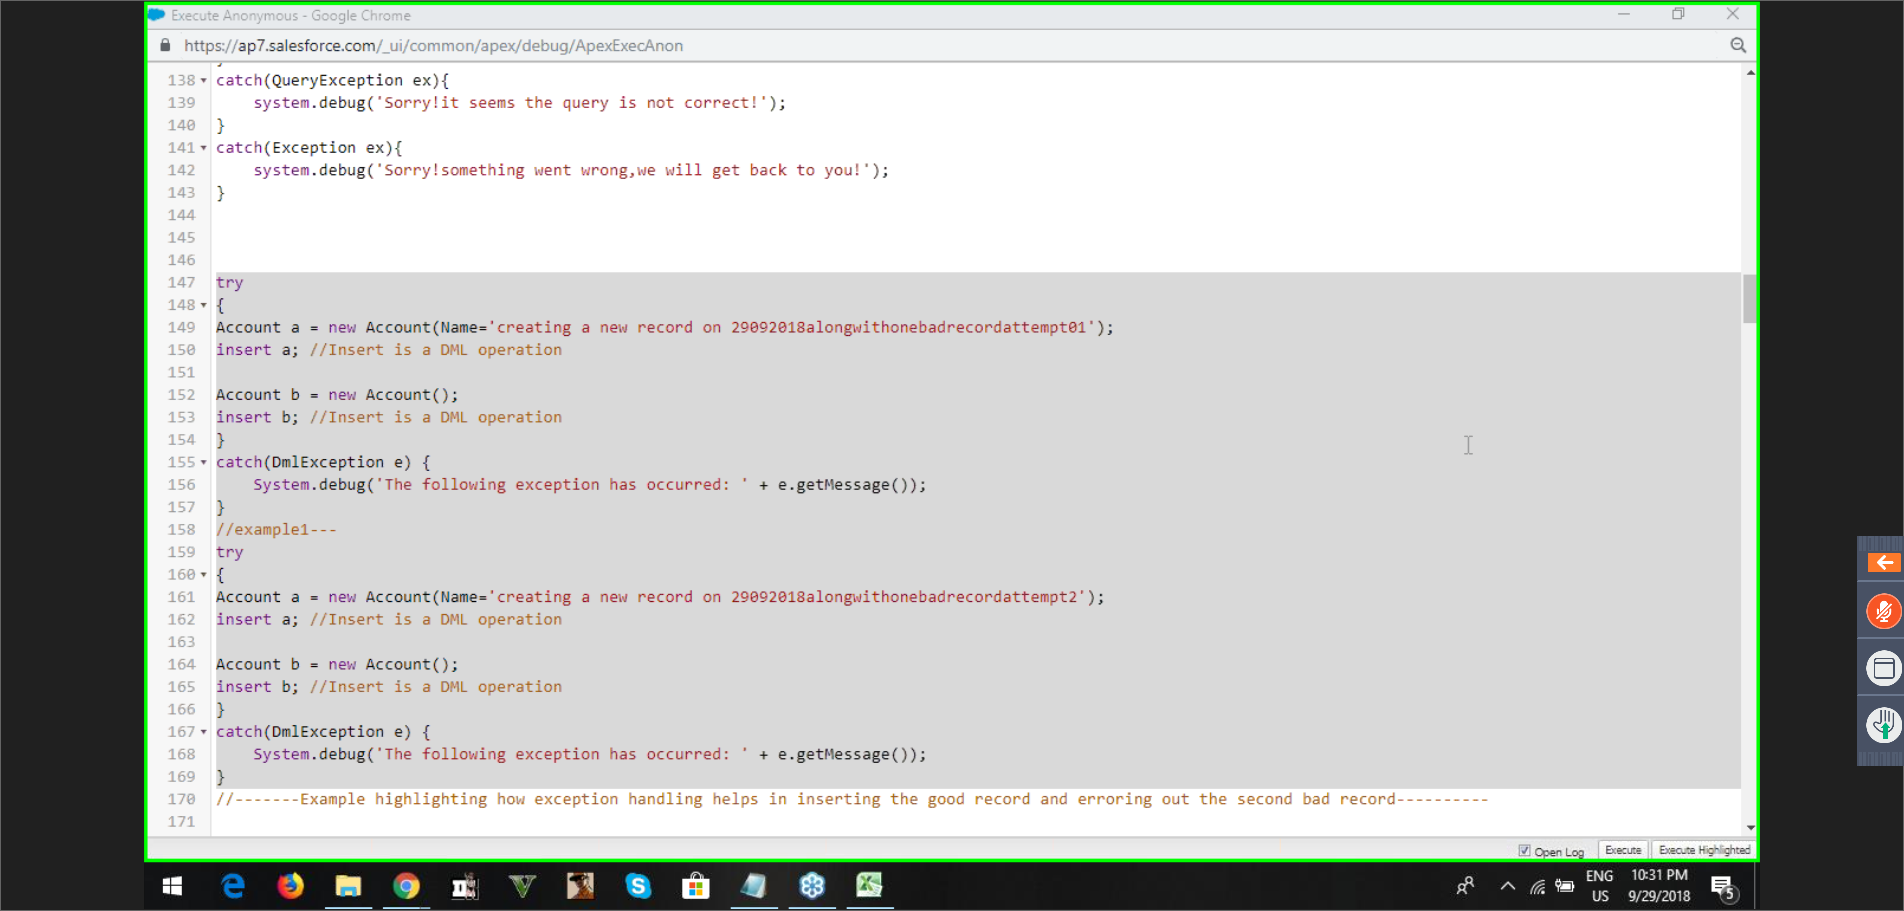 Execute Anonymous - Google Chrome
https://ap7.salesforce.com/_ui/common/apex/debug/ApexExecAnon
138 catch(QueryException ex){
139 system.debug('Sorry!it seems the query is not correct!');
140 }
141 catch(Exception ex){
142 system.debug('Sorry!something went wrong,we will get back to you!');
143 }
144
145
146
147 try
148 {
149 Account a = new Account(Name='creating a new record on 29092018alongwithonebadrecordattempt01');
150 insert a; //Insert is a DML operation
151
152 Account b = new Account();
153 insert b; //Insert is a DML operation
154 }
155 catch(DmlException e) {
156 System.debug('The following exception has occurred: ' + e.getMessage());
157 }
158 //example1---
159 try
160 {
161 Account a = new Account(Name='creating a new record on 29092018alongwithonebadrecordattempt2');
162 insert a; //Insert is a DML operation
163
164 Account b = new Account();
165 insert b; //Insert is a DML operation
166 }
167 catch(DmlException e) {
168 System.debug('The following exception has occurred: ' + e.getMessage());
169 }
170 //-------Example highlighting how exception handling helps in inserting the good record and erroring out the second bad record----------
171
Open Log Execute Execute Highlighted
ENG 10:31 PM
US 9/29/2018 5